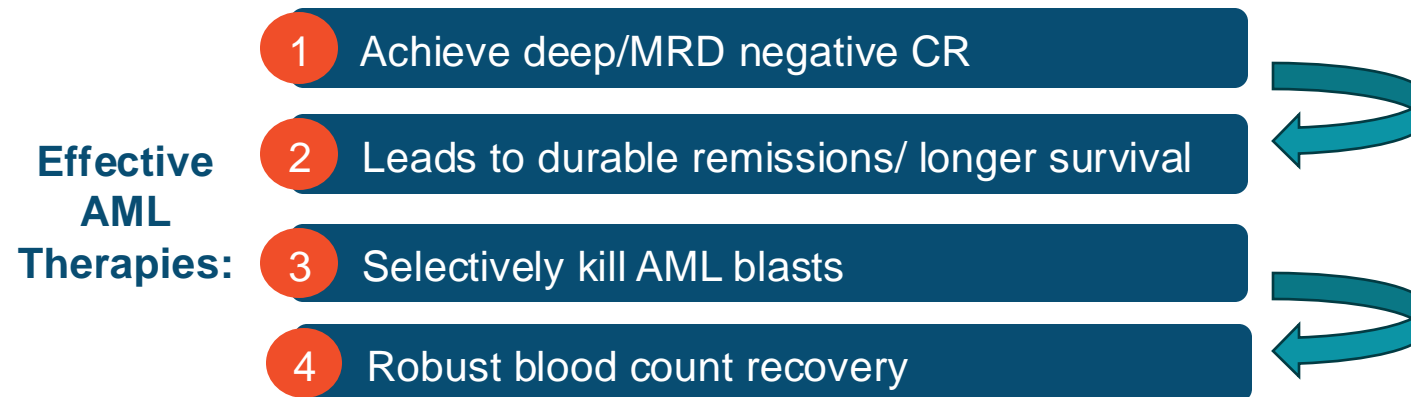 Effective
AML
Therapies:
1 Achieve deep/MRD negative CR
2 Leads to durable remissions/ longer survival
3 Selectively kill AML blasts
4 Robust blood count recovery